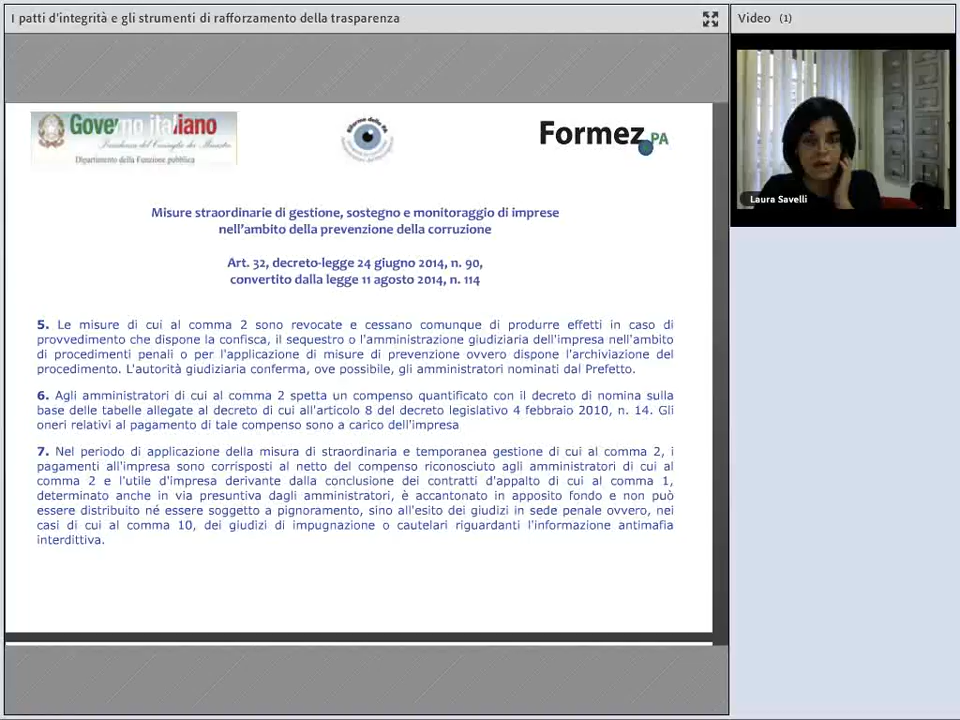 I patti d'integrità e gli strumenti di rafforzamento della trasparenza
Video (1)
Governo italiano
Presidenza del Consiglio dei Ministri
Dipartimento della Funzione pubblica
Riforma della PA
Formez PA
Laura Savelli
Misure straordinarie di gestione, sostegno e monitoraggio di imprese
nell'ambito della prevenzione della corruzione
Art. 32, decreto-legge 24 giugno 2014, n. 90,
convertito dalla legge 11 agosto 2014, n. 114
5. Le misure di cui al comma 2 sono revocate e cessano comunque di produrre effetti in caso di
provvedimento che dispone la confisca, il sequestro o l'amministrazione giudiziaria dell'impresa nell'ambito
di procedimenti penali o per l'applicazione di misure di prevenzione ovvero dispone l'archiviazione del
procedimento. L'autorità giudiziaria conferma, ove possibile, gli amministratori nominati dal Prefetto.
6. Agli amministratori di cui al comma 2 spetta un compenso quantificato con il decreto di nomina sulla
base delle tabelle allegate al decreto di cui all'articolo 8 del decreto legislativo 4 febbraio 2010, n. 14. Gli
oneri relativi al pagamento di tale compenso sono a carico dell'impresa
7. Nel periodo di applicazione della misura di straordinaria e temporanea gestione di cui al comma 2, i
pagamenti all'impresa sono corrisposti al netto del compenso riconosciuto agli amministratori di cui al
comma 2 e l'utile d'impresa derivante dalla conclusione dei contratti d'appalto di cui al comma 1,
determinato anche in via presuntiva dagli amministratori, è accantonato in apposito fondo e non può
essere distribuito né essere soggetto a pignoramento, sino all'esito dei giudizi in sede penale ovvero, nei
casi di cui al comma 10, dei giudizi di impugnazione o cautelari riguardanti l'informazione antimafia
interdittiva.